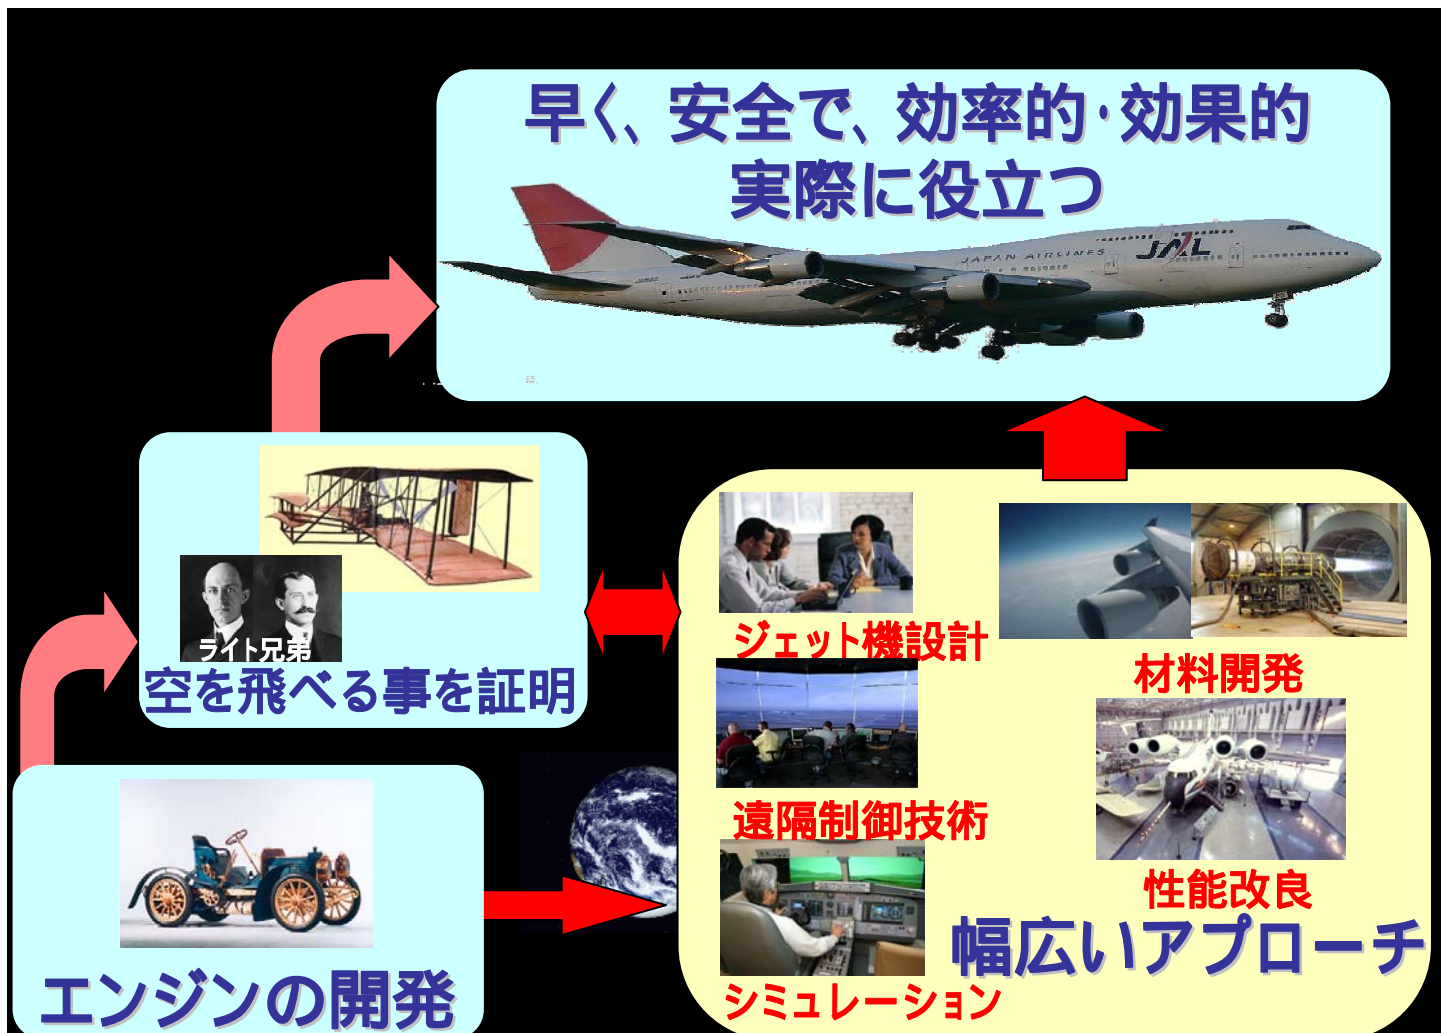 早く、安全で、効率的・効果的
実際に役立つ
JAPAN AIRLINES
JAL
ライト兄弟
空を飛べる事を証明
エンジンの開発
ジェット機設計
材料開発
遠隔制御技術
性能改良
幅広いアプローチ
シミュレーション